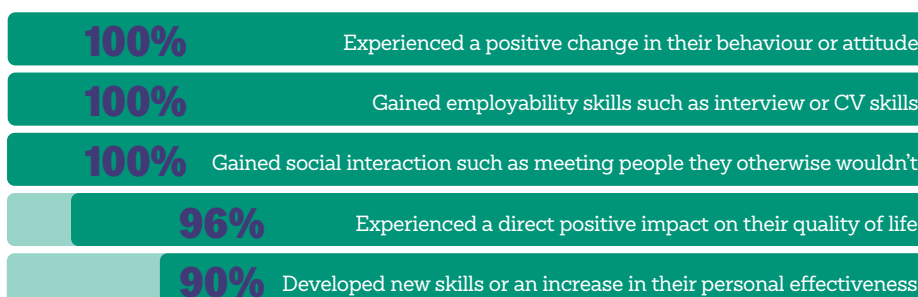 100% Experienced a positive change in their behaviour or attitude
100% Gained employability skills such as interview or CV skills
100% Gained social interaction such as meeting people they otherwise wouldn't
96% Experienced a direct positive impact on their quality of life
90% Developed new skills or an increase in their personal effectiveness